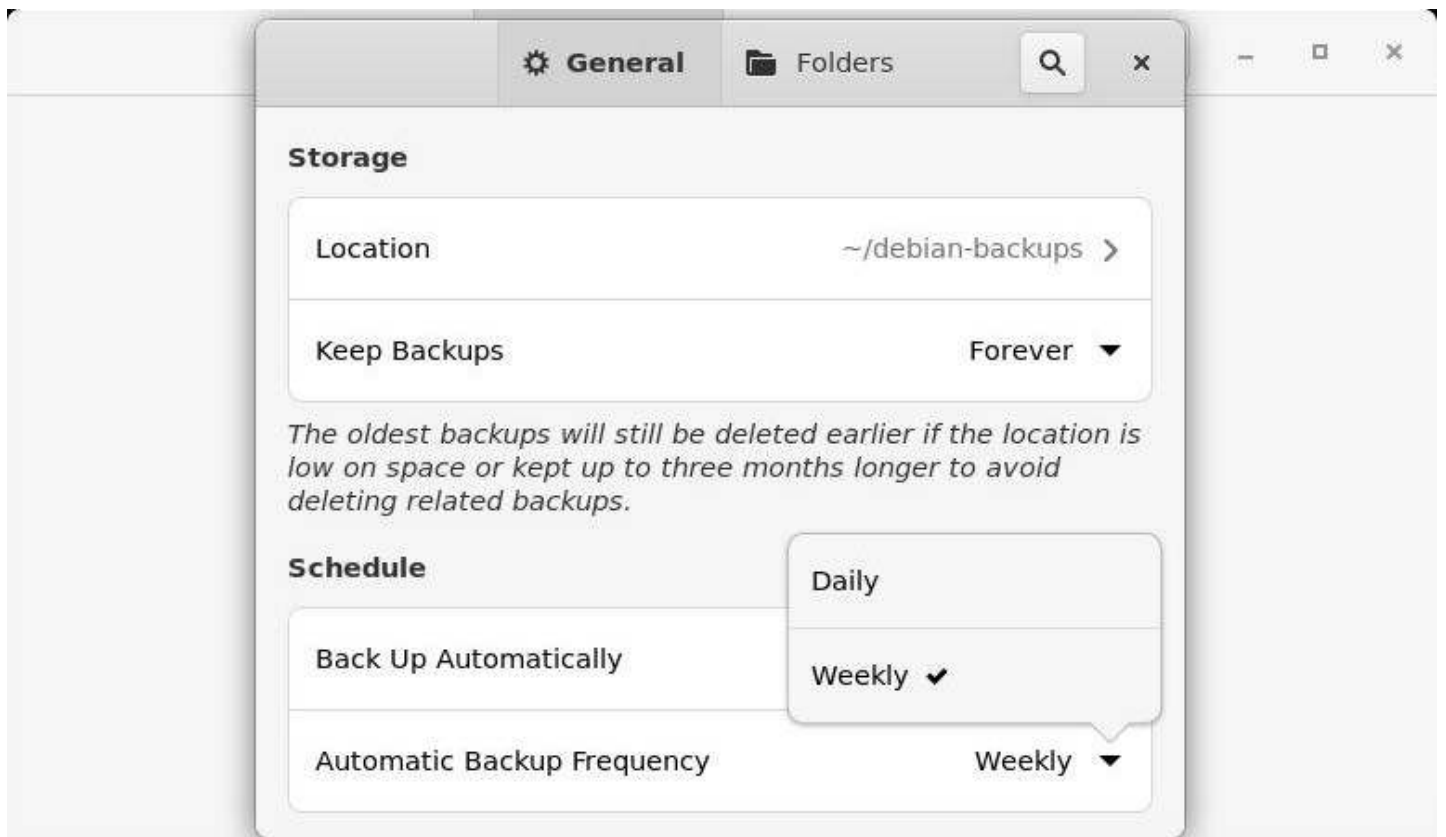 General Folders
Storage
Location ~/debian-backups
Keep Backups Forever
The oldest backups will still be deleted earlier if the location is
low on space or kept up to three months longer to avoid
deleting related backups.
Schedule
Daily
Back Up Automatically
Weekly
Automatic Backup Frequency Weekly